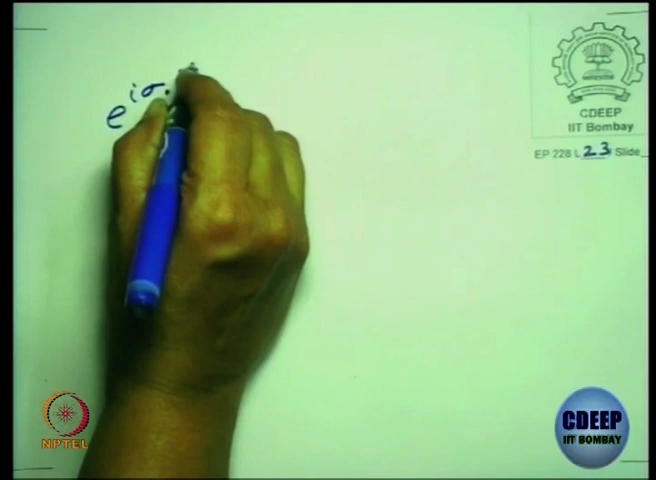 e^{iσ.
CDEEP
IIT Bombay
EP 228 L 23 Slide
NPTEL
CDEEP
IIT BOMBAY